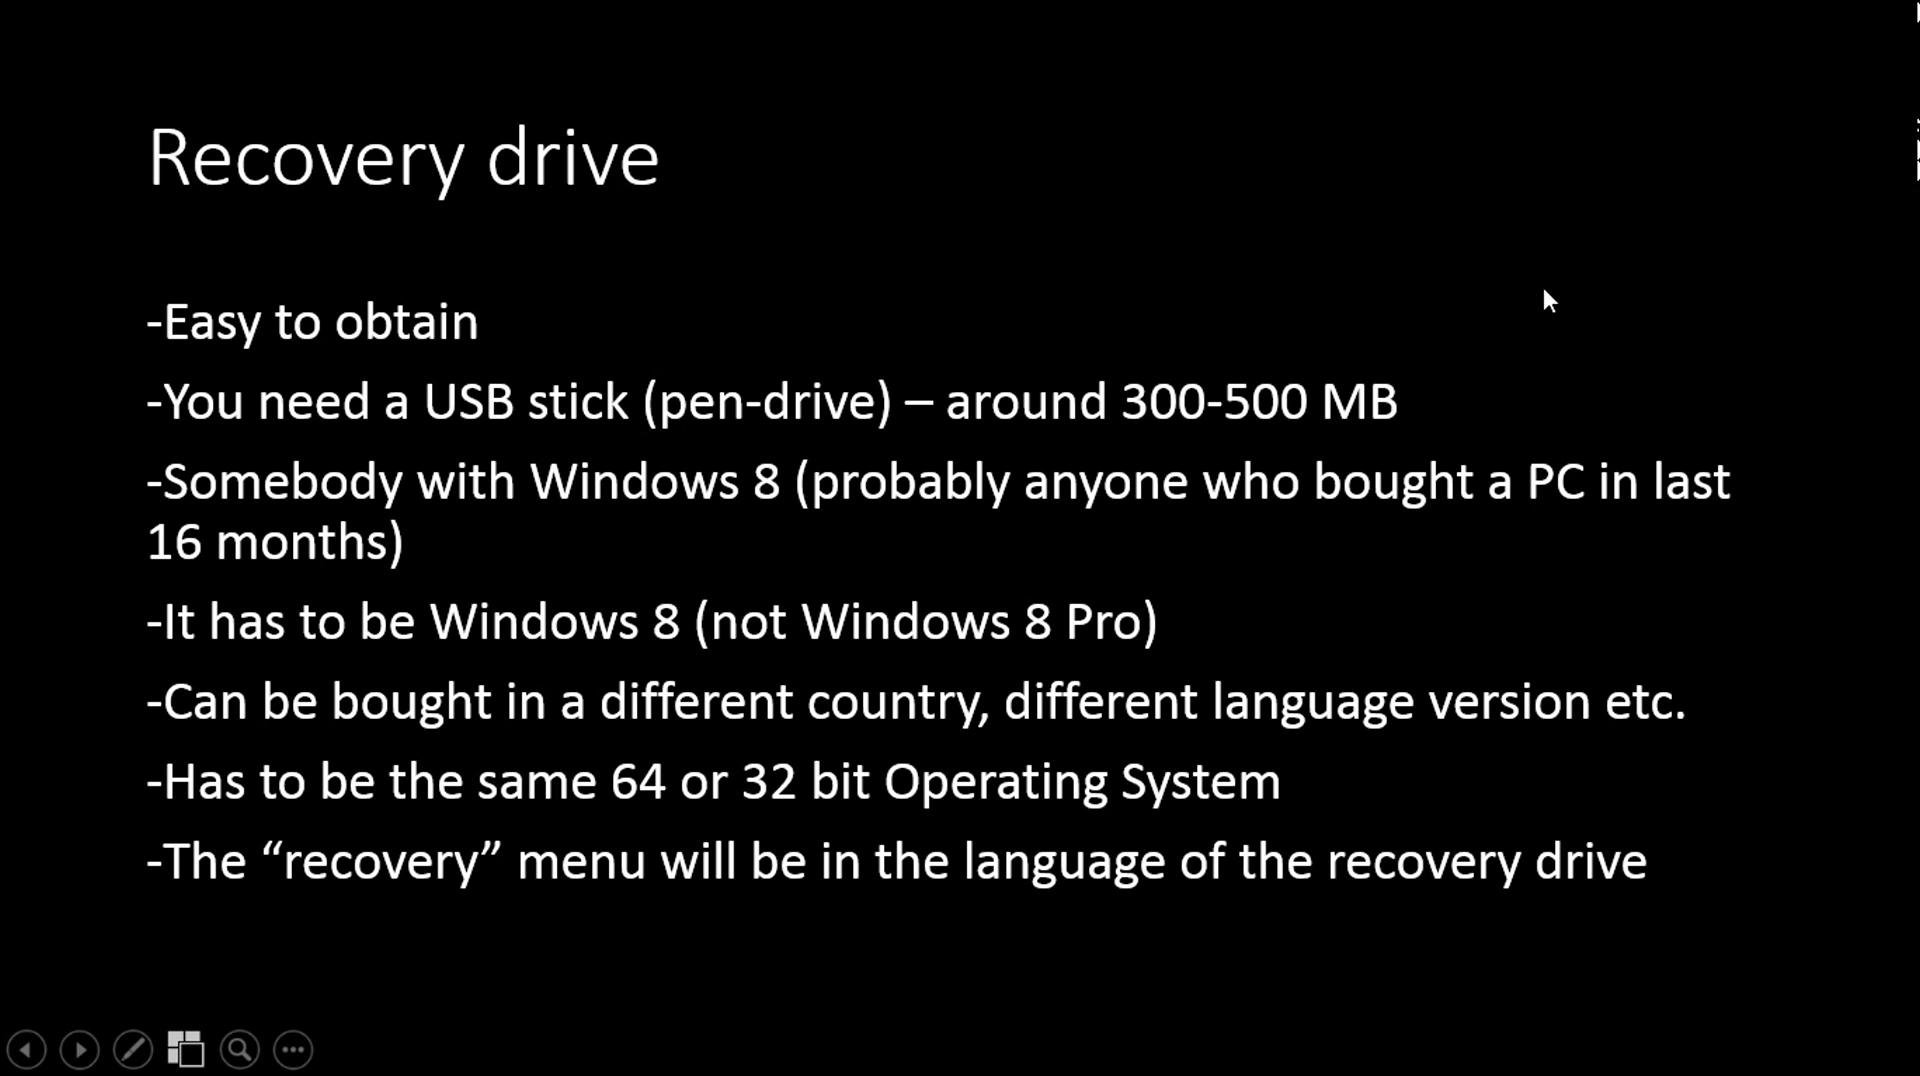 Recovery drive
-Easy to obtain
-You need a USB stick (pen-drive) – around 300-500 MB
-Somebody with Windows 8 (probably anyone who bought a PC in last
16 months)
-It has to be Windows 8 (not Windows 8 Pro)
-Can be bought in a different country, different language version etc.
-Has to be the same 64 or 32 bit Operating System
-The “recovery” menu will be in the language of the recovery drive